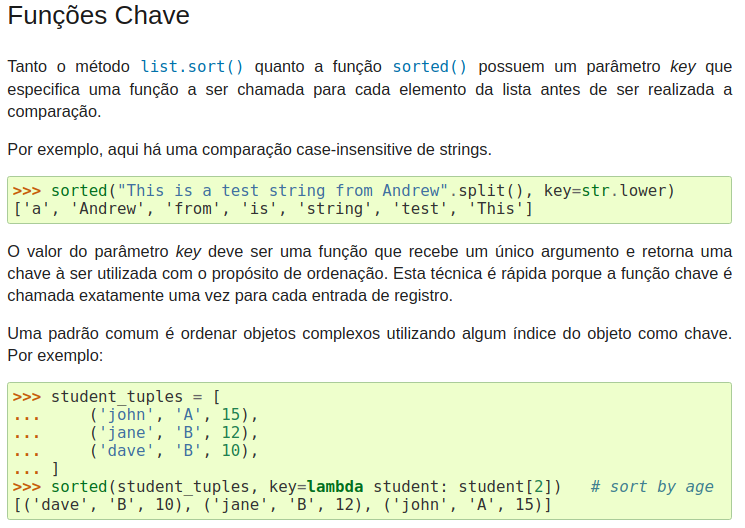 Funções Chave
Tanto o método list.sort() quanto a função sorted() possuem um parâmetro key que
especifica uma função a ser chamada para cada elemento da lista antes de ser realizada a
comparação.
Por exemplo, aqui há uma comparação case-insensitive de strings.
>>> sorted("This is a test string from Andrew".split(), key=str.lower)
['a', 'Andrew', 'from', 'is', 'string', 'test', 'This']
O valor do parâmetro key deve ser uma função que recebe um único argumento e retorna uma
chave à ser utilizada com o propósito de ordenação. Esta técnica é rápida porque a função chave é
chamada exatamente uma vez para cada entrada de registro.
Uma padrão comum é ordenar objetos complexos utilizando algum índice do objeto como chave.
Por exemplo:
>>> student_tuples = [
...     ('john', 'A', 15),
...     ('jane', 'B', 12),
...     ('dave', 'B', 10),
... ]
>>> sorted(student_tuples, key=lambda student: student[2])   # sort by age
[('dave', 'B', 10), ('jane', 'B', 12), ('john', 'A', 15)]